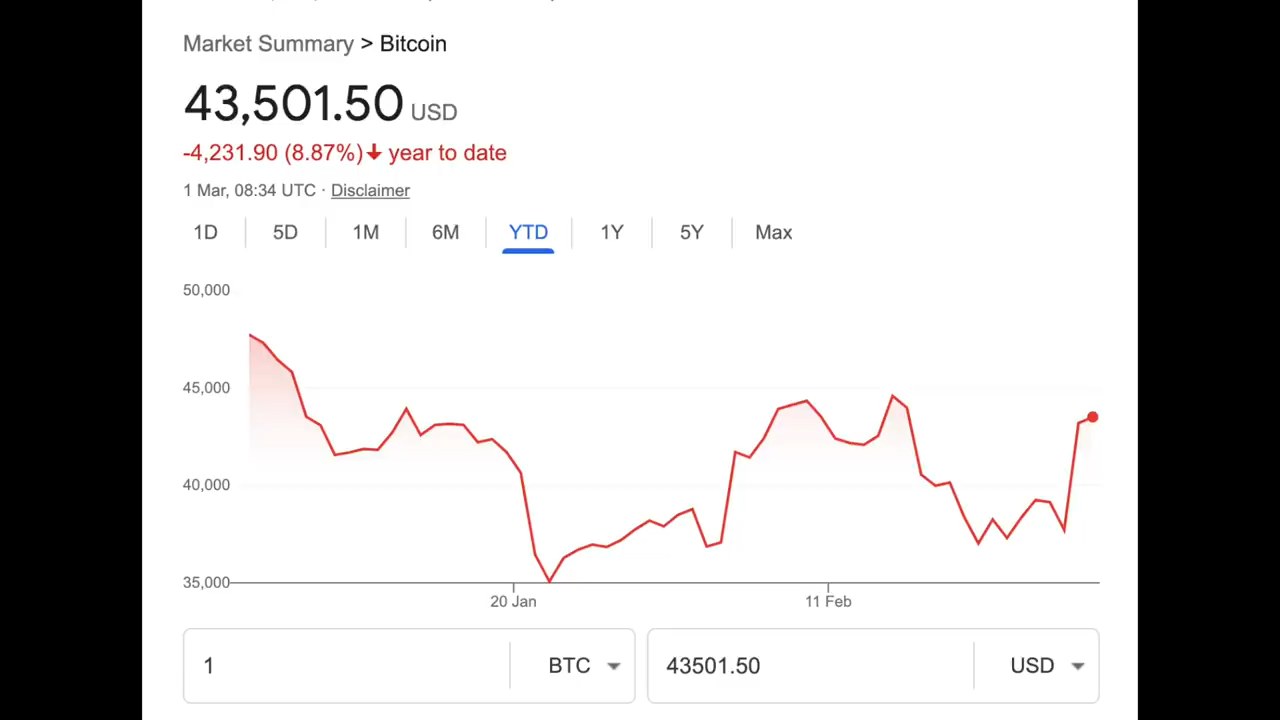 Market Summary > Bitcoin
43,501.50 USD
-4,231.90 (8.87%)↓ year to date
1 Mar, 08:34 UTC · Disclaimer
1D 5D 1M 6M YTD 1Y 5Y Max
50,000
45,000
40,000
35,000
20 Jan 11 Feb
1 BTC 43501.50 USD